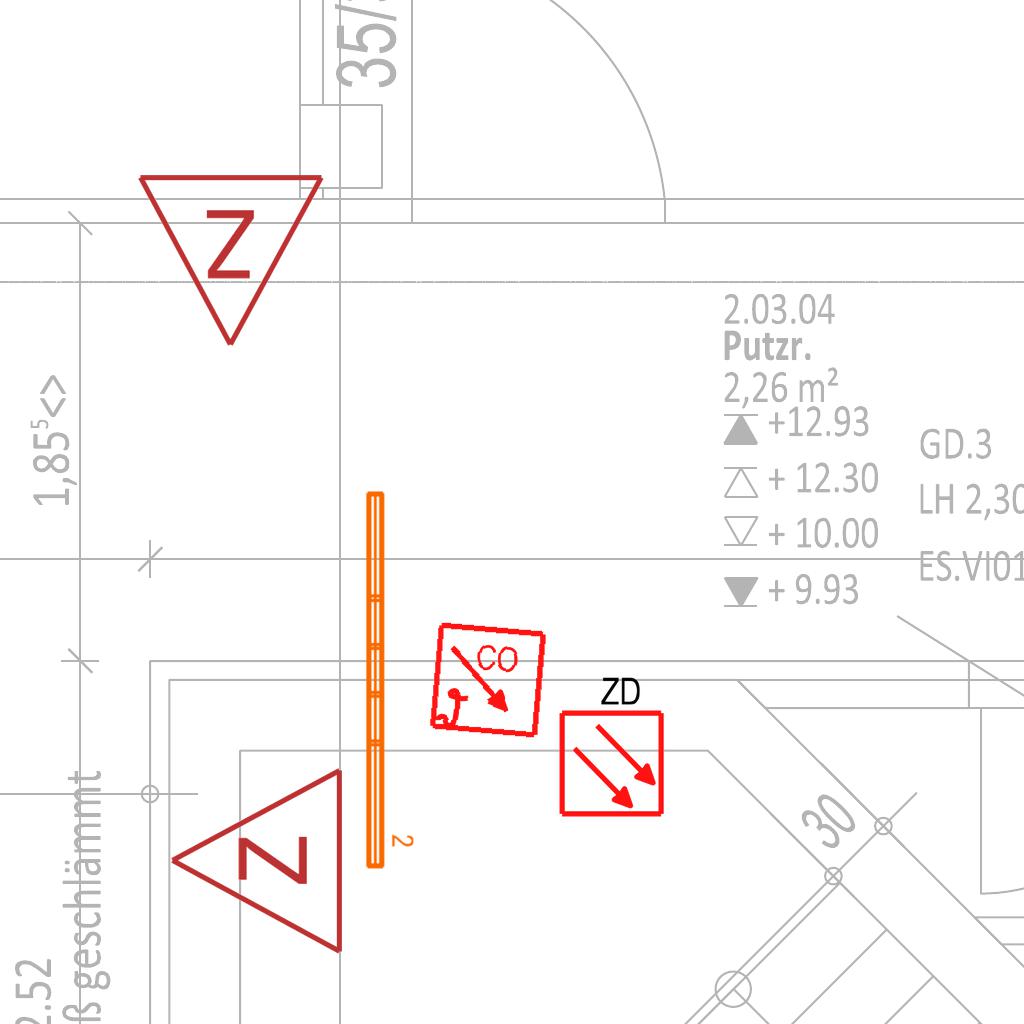 Z
2.03.04
Putzr.
2,26 m²
+12.93
+ 12.30
+ 10.00
+ 9.93
GD.3
LH 2,30
ES.VI01
1,85⁵<>
CO
ZD
30
2
Z
ß geschlämmt
2.52
35/